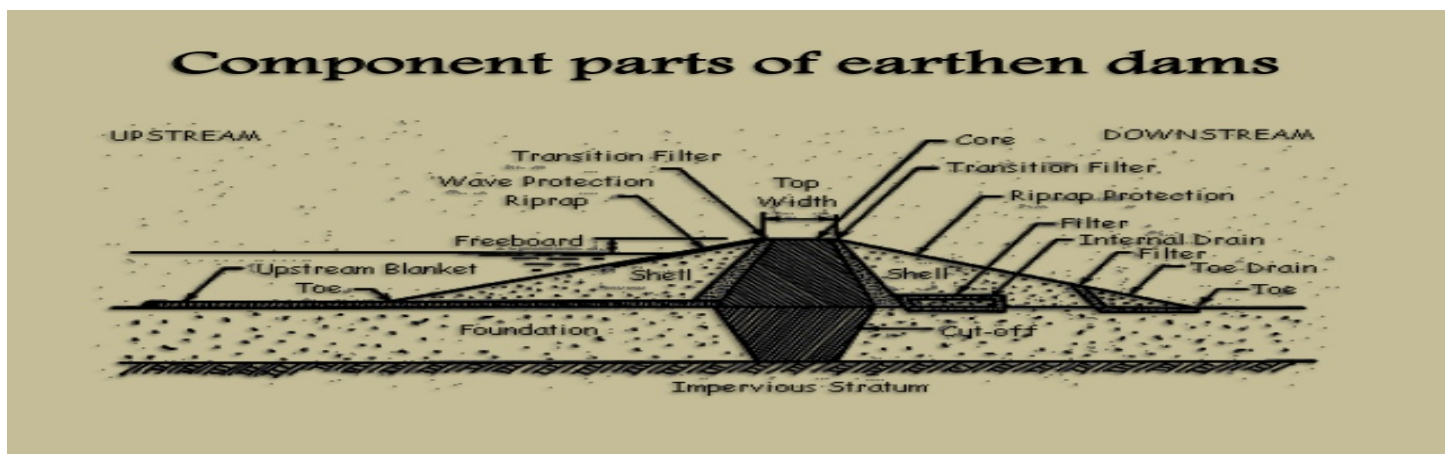 Component parts of earthen dams
UPSTREAM
DOWNSTREAM
Core
Transition Filter
Transition Filter.
Wave Protection
Riprap
Top
Width
Riprap Protection
Filter
Freeboard
Internal Drain
Filter
Upstream Blanket
Shell
Shell
Toe Drain
Toe
Toe
Foundation
Cut-off
Impervious Stratum